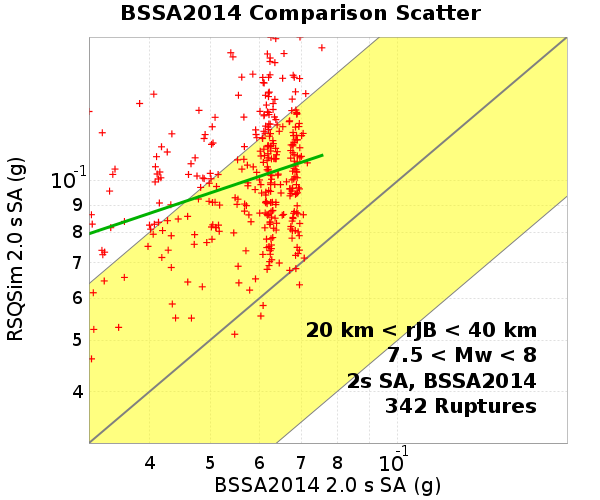 BSSA2014 Comparison Scatter
RSQSim 2.0 s SA (g)
10-1
9
8
7
6
5
4
20 km < rJB < 40 km
7.5 < Mw < 8
2s SA, BSSA2014
342 Ruptures
4 5 6 7 8 10-1
BSSA2014 2.0 s SA (g)